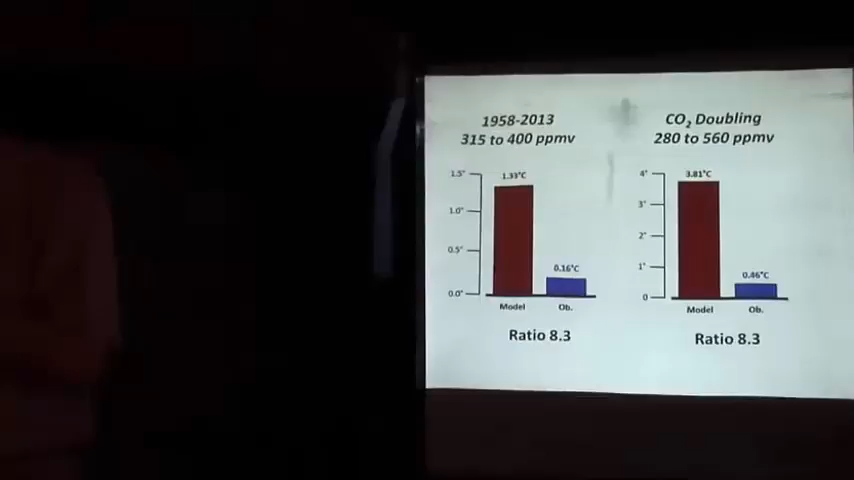 1958-2013
315 to 400 ppmv
1.5°
1.33°C
1.0°
0.5°
0.16°C
0.0°
Model
Ob.
Ratio 8.3
CO₂ Doubling
280 to 560 ppmv
4°
3.81°C
3°
2°
1°
0.46°C
0
Model
Ob.
Ratio 8.3